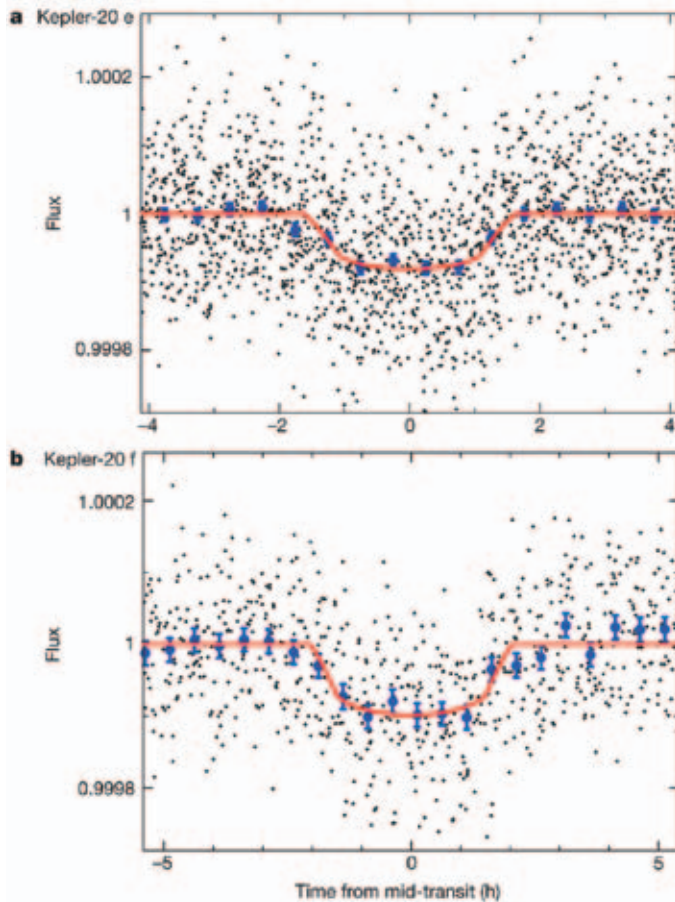 a Kepler-20 e
1.0002
1
0.9998
Flux
−4 −2 0 2 4
b Kepler-20 f
1.0002
1
0.9998
Flux
−5 0 5
Time from mid-transit (h)